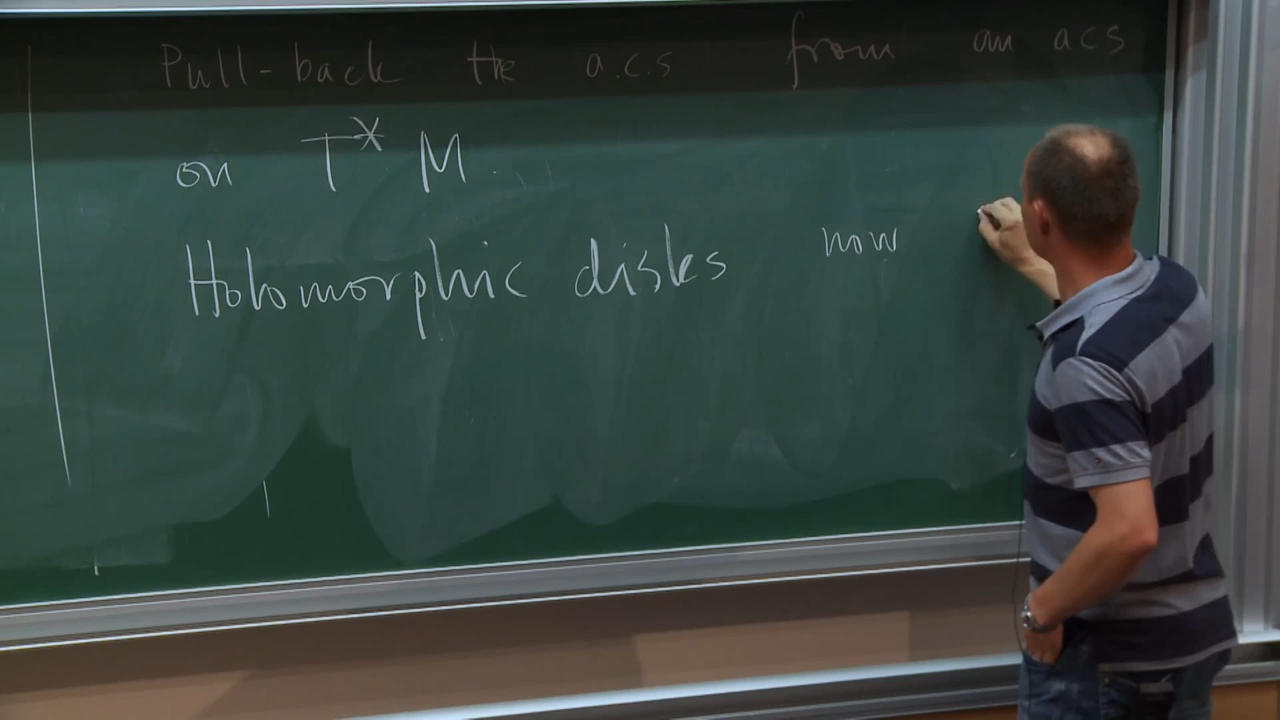 Pull-back the a.c.s from an acs
on T* M.
Holomorphic disks now